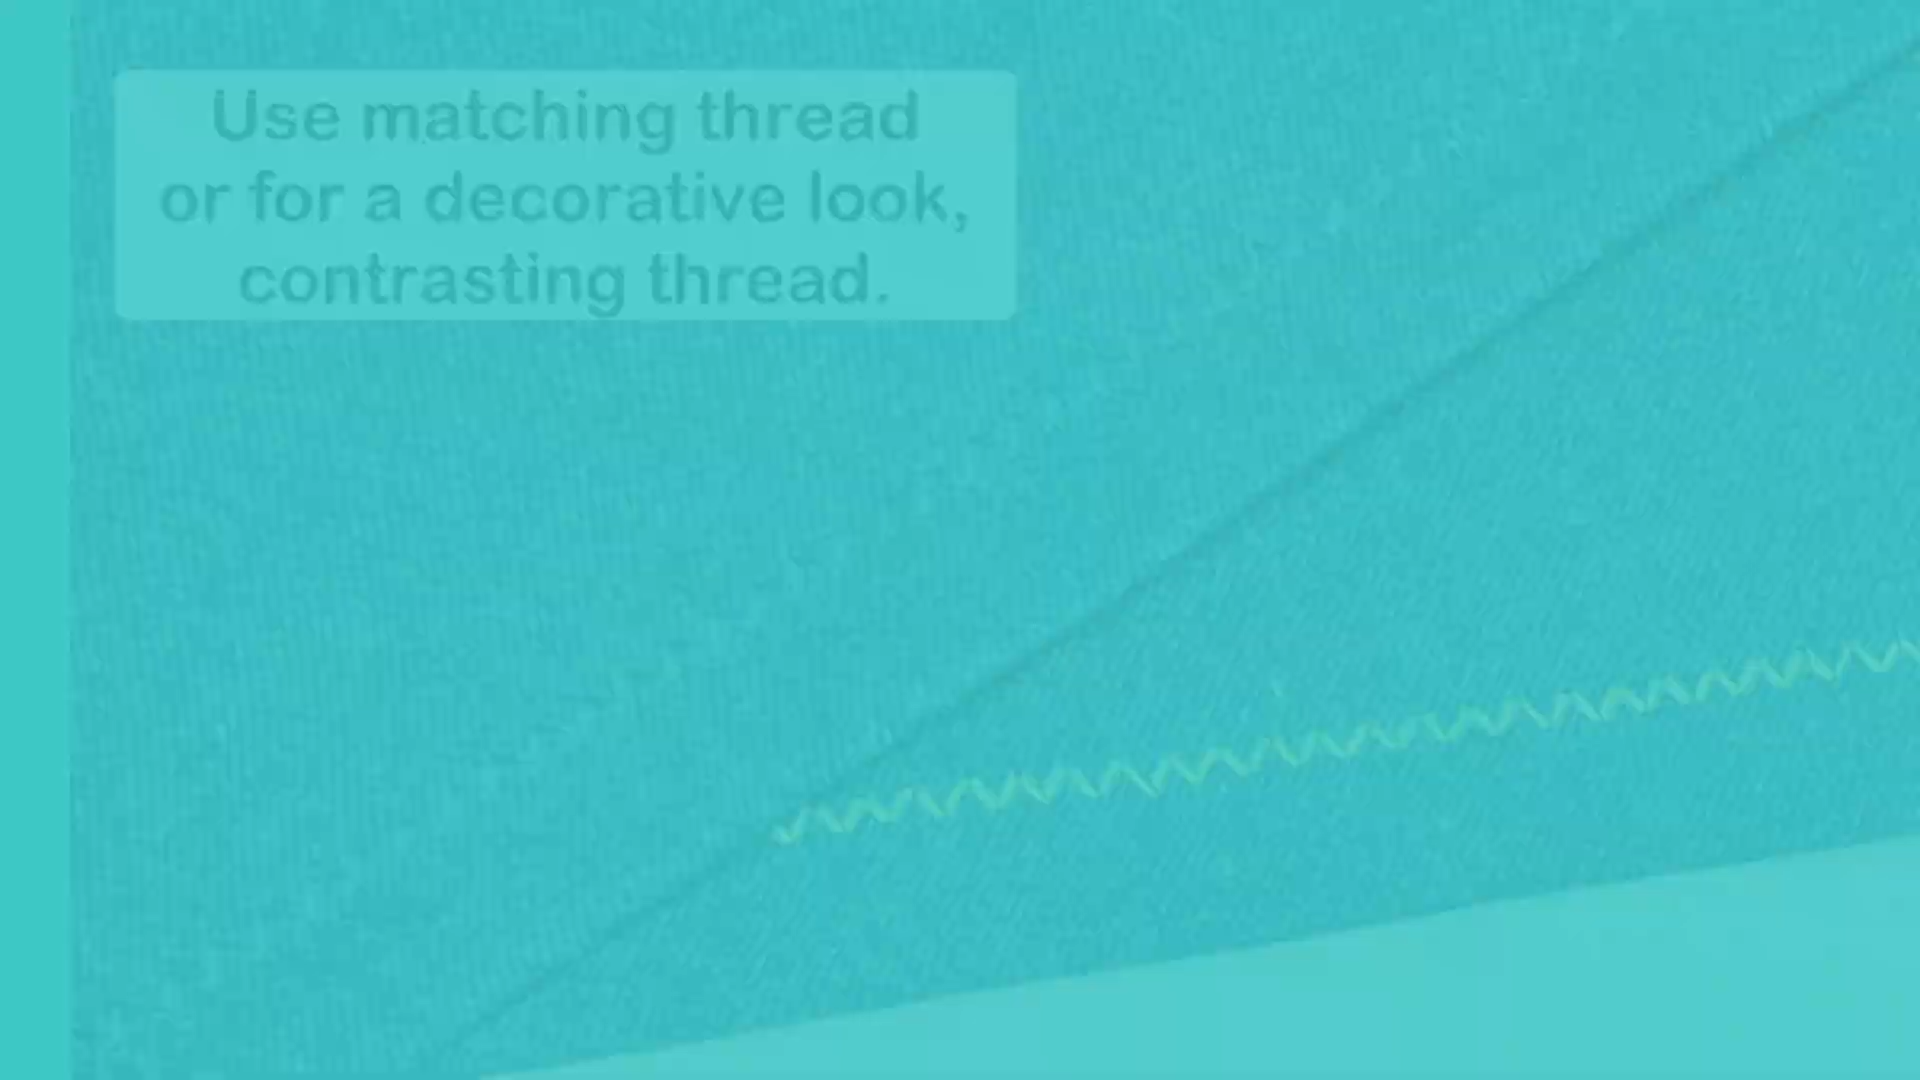 Use matching thread
or for a decorative look,
contrasting thread.